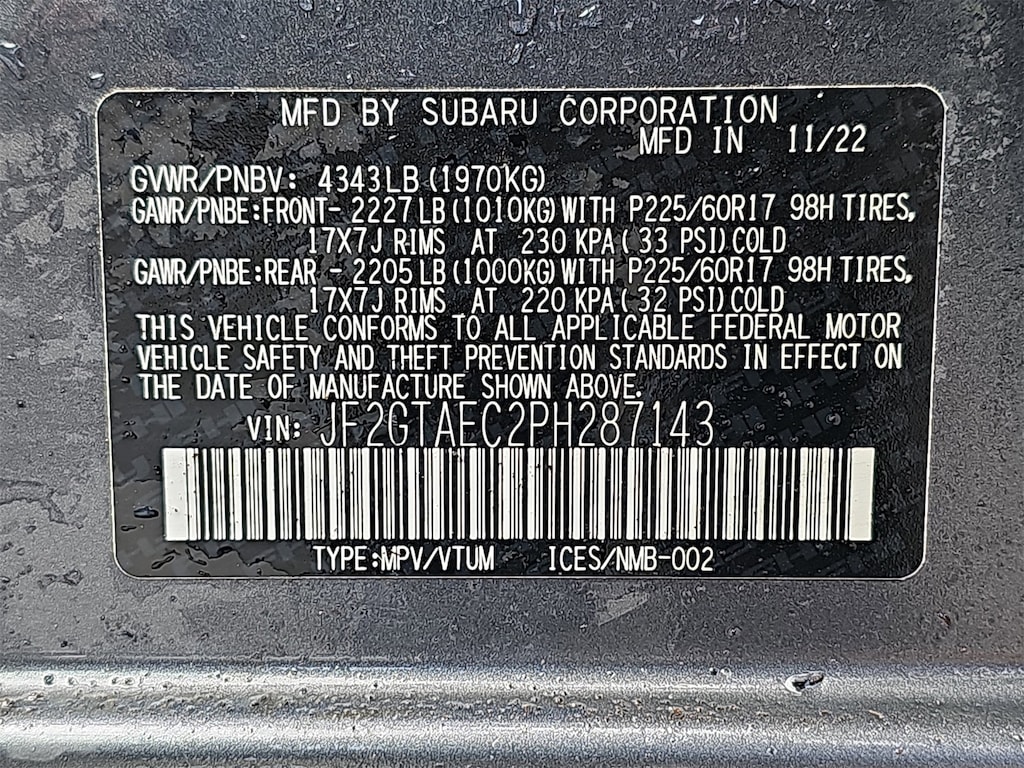 MFD BY SUBARU CORPORATION
MFD IN 11/22
GVWR/PNBV: 4343LB (1970KG)
GAWR/PNBE:FRONT- 2227 LB (1010KG) WITH P225/60R17 98H TIRES,
17X7J RIMS AT 230 KPA ( 33 PSI) COLD
GAWR/PNBE:REAR - 2205 LB (1000KG) WITH P225/60R17 98H TIRES,
17X7J RIMS AT 220 KPA ( 32 PSI) COLD
THIS VEHICLE CONFORMS TO ALL APPLICABLE FEDERAL MOTOR
VEHICLE SAFETY AND THEFT PREVENTION STANDARDS IN EFFECT ON
THE DATE OF MANUFACTURE SHOWN ABOVE.
VIN: JF2GTAEC2PH287143
TYPE:MPV/VTUM ICES/NMB-002